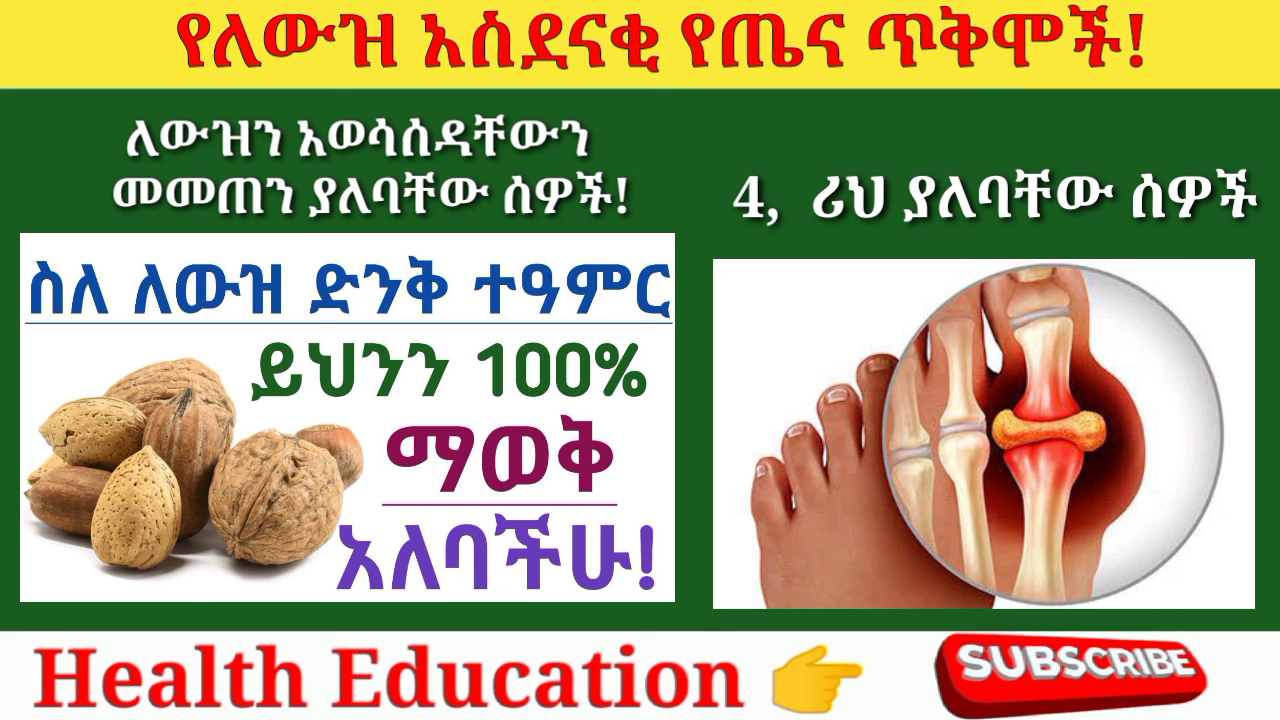 የለውዝ አስደናቂ የጤና ጥቅሞች!
ለውዝን አወሳሰዳቸውን
መመጠን ያለባቸው ሰዎች!
4, ሪህ ያለባቸው ሰዎች
ስለ ለውዝ ድንቅ ተዓምር
ይህንን 100%
ማወቅ
አለባችሁ!
Health Education
SUBSCRIBE